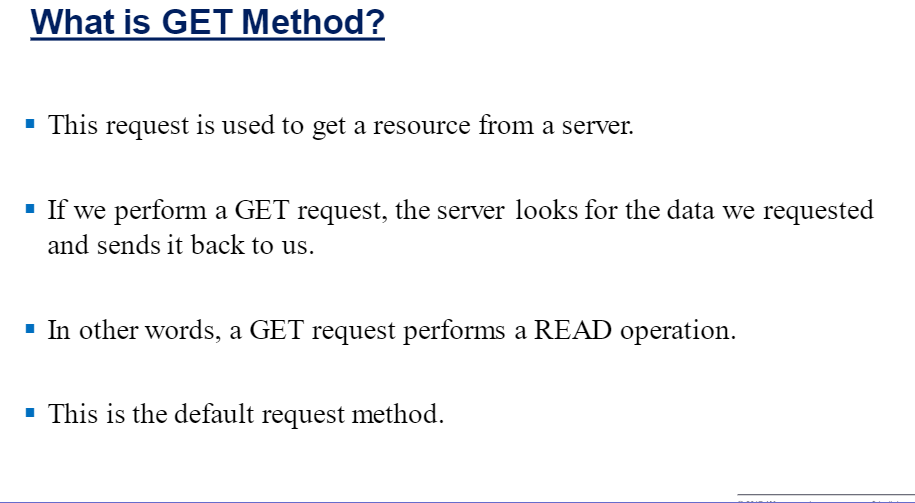 What is GET Method?
This request is used to get a resource from a server.
If we perform a GET request, the server looks for the data we requested
and sends it back to us.
In other words, a GET request performs a READ operation.
This is the default request method.